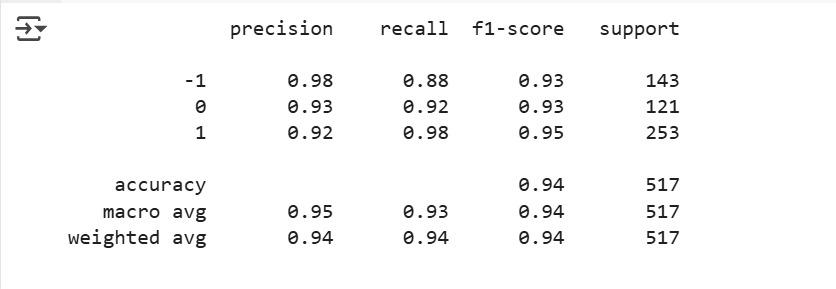 precision recall f1-score support
-1 0.98 0.88 0.93 143
0 0.93 0.92 0.93 121
1 0.92 0.98 0.95 253
accuracy 0.94 517
macro avg 0.95 0.93 0.94 517
weighted avg 0.94 0.94 0.94 517